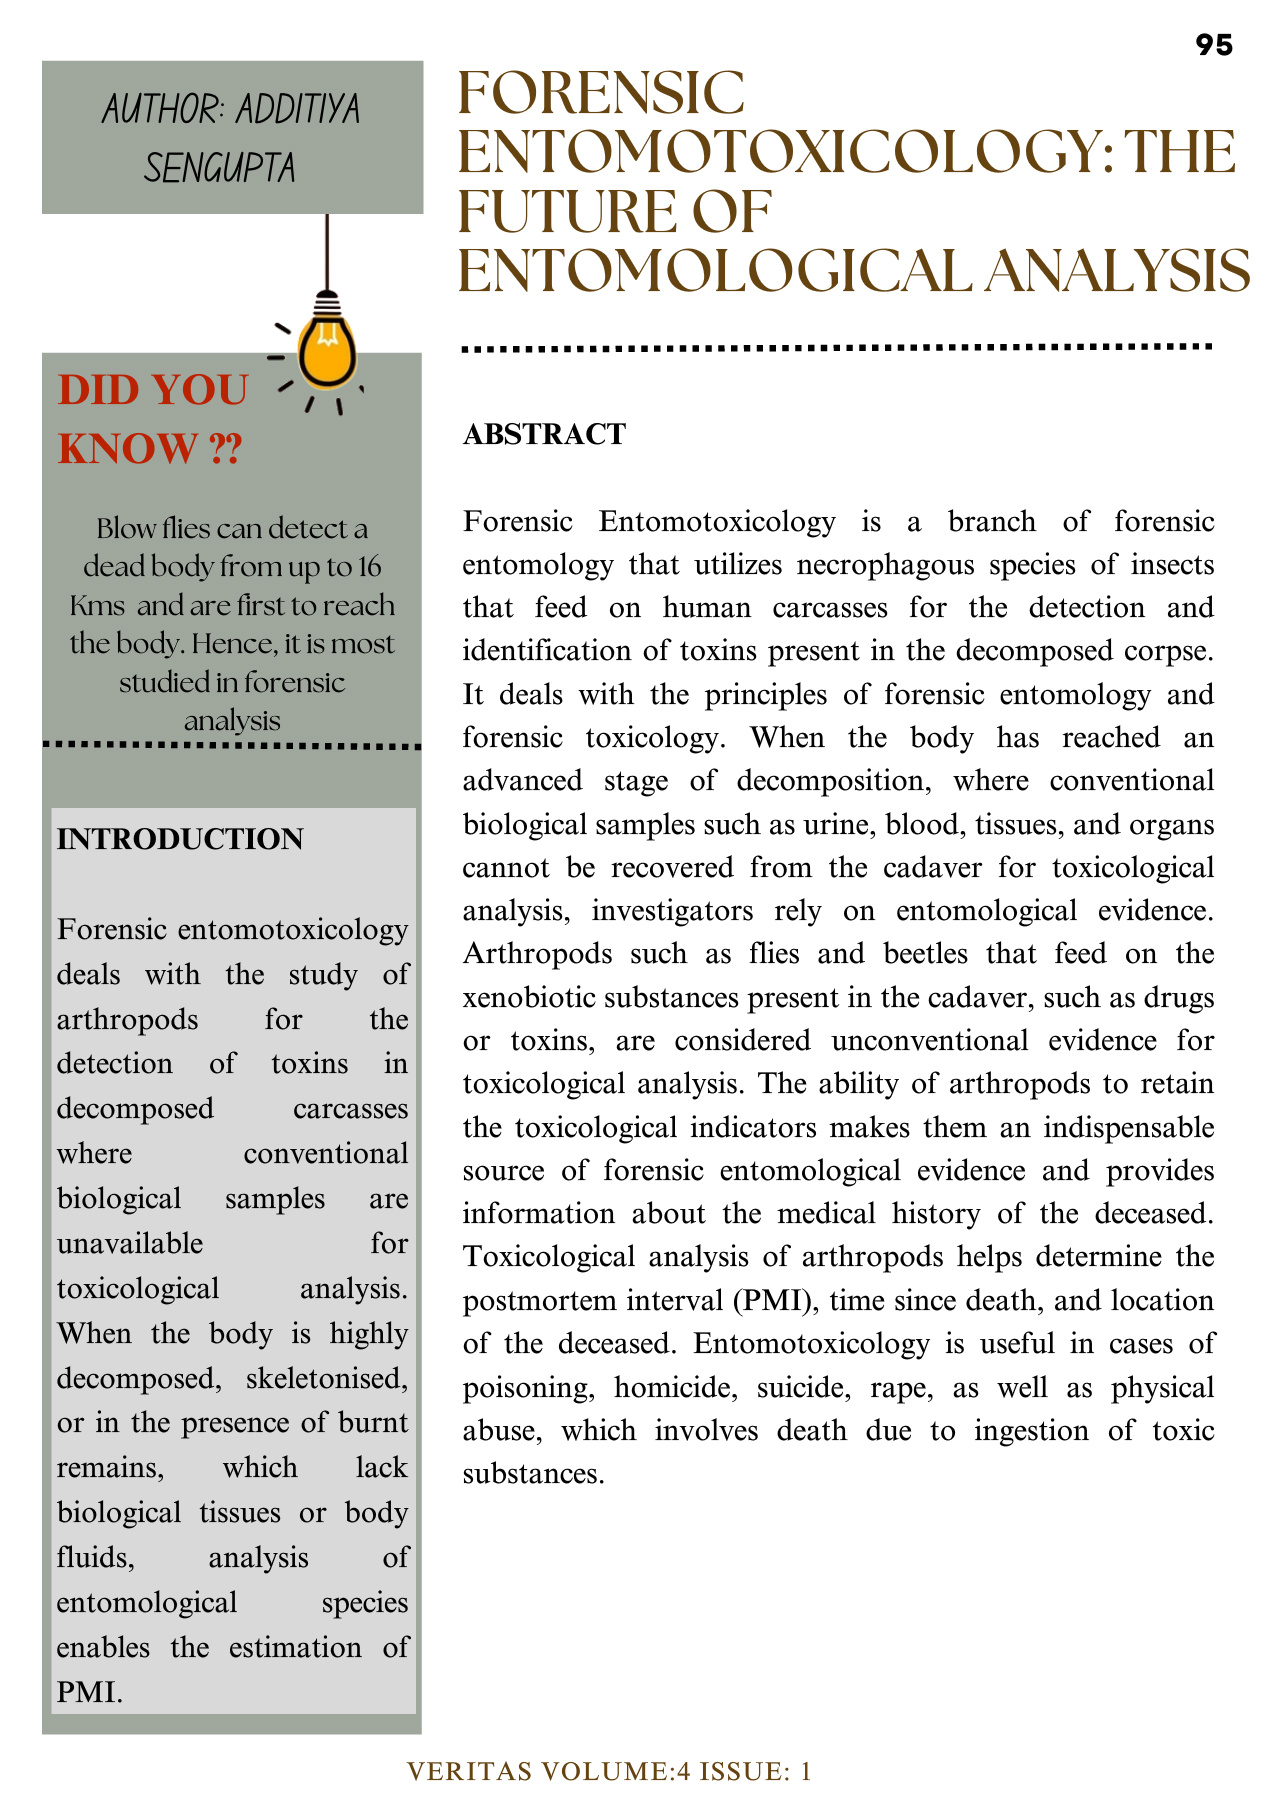 95
AUTHOR: ADDITIYA
SENGUPTA
FORENSIC
ENTOMOTOXICOLOGY: THE
FUTURE OF
ENTOMOLOGICAL ANALYSIS
DID YOU
KNOW ??
Blow flies can detect a
dead body from up to 16
Kms and are first to reach
the body. Hence, it is most
studied in forensic
analysis
INTRODUCTION
Forensic entomotoxicology
deals with the study of
arthropods for the
detection of toxins in
decomposed carcasses
where conventional
biological samples are
unavailable for
toxicological analysis.
When the body is highly
decomposed, skeletonised,
or in the presence of burnt
remains, which lack
biological tissues or body
fluids, analysis of
entomological species
enables the estimation of
PMI.
ABSTRACT
Forensic Entomotoxicology is a branch of forensic
entomology that utilizes necrophagous species of insects
that feed on human carcasses for the detection and
identification of toxins present in the decomposed corpse.
It deals with the principles of forensic entomology and
forensic toxicology. When the body has reached an
advanced stage of decomposition, where conventional
biological samples such as urine, blood, tissues, and organs
cannot be recovered from the cadaver for toxicological
analysis, investigators rely on entomological evidence.
Arthropods such as flies and beetles that feed on the
xenobiotic substances present in the cadaver, such as drugs
or toxins, are considered unconventional evidence for
toxicological analysis. The ability of arthropods to retain
the toxicological indicators makes them an indispensable
source of forensic entomological evidence and provides
information about the medical history of the deceased.
Toxicological analysis of arthropods helps determine the
postmortem interval (PMI), time since death, and location
of the deceased. Entomotoxicology is useful in cases of
poisoning, homicide, suicide, rape, as well as physical
abuse, which involves death due to ingestion of toxic
substances.
VERITAS VOLUME:4 ISSUE: 1